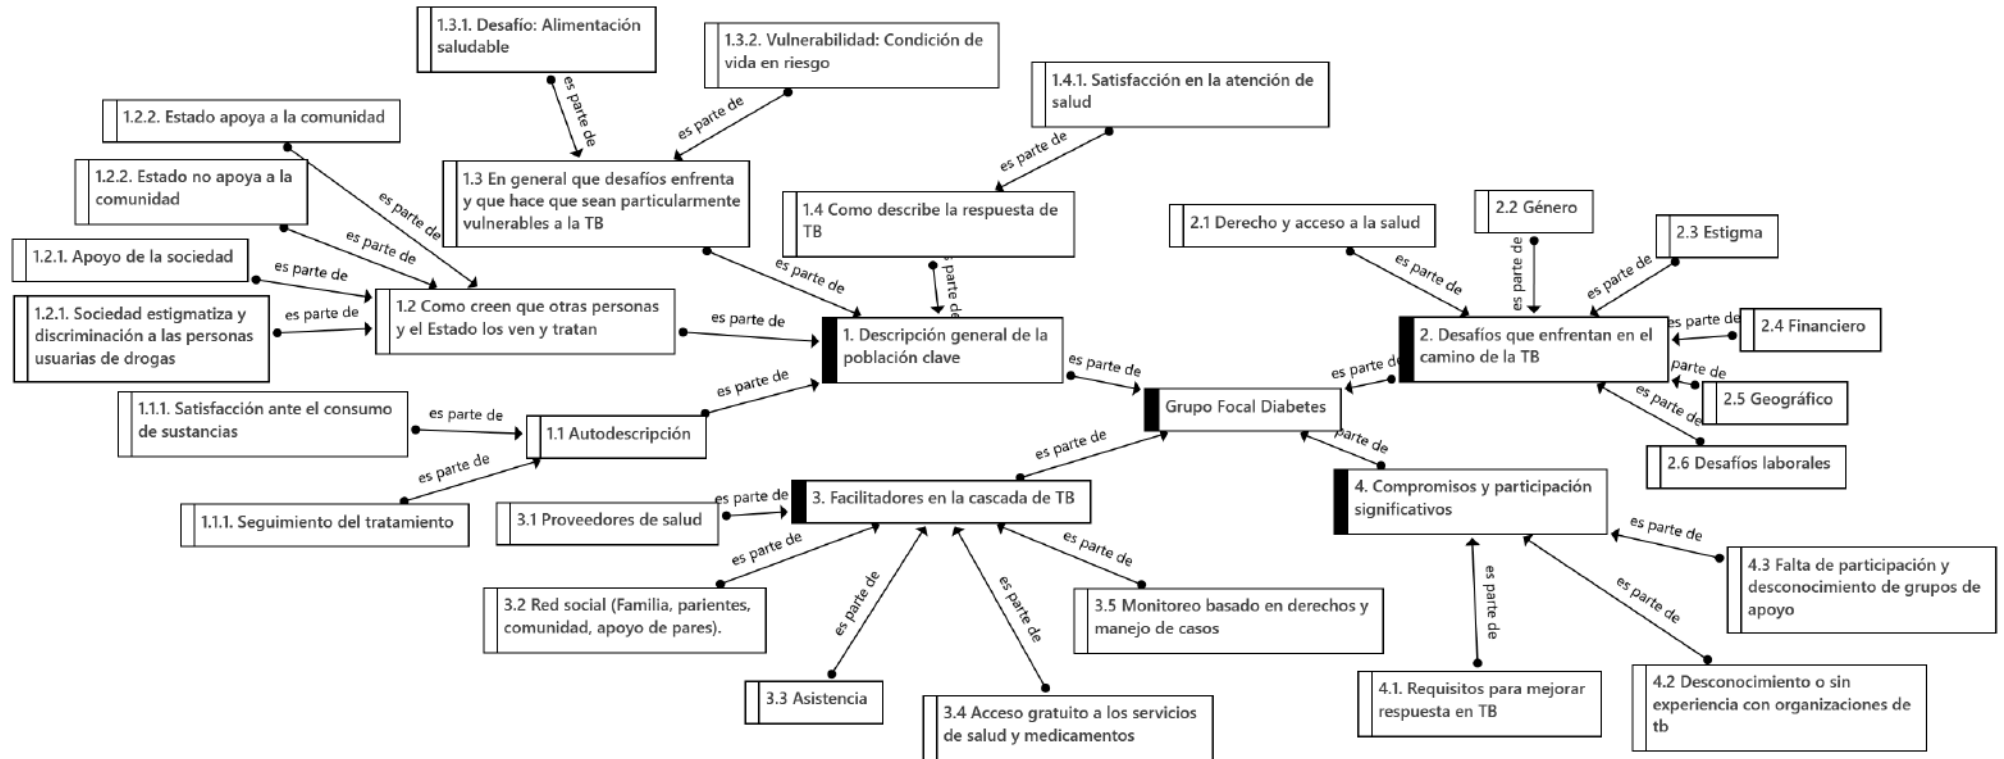 1.3.1. Desafío: Alimentación
saludable
1.3.2. Vulnerabilidad: Condición de
vida en riesgo
1.4.1. Satisfacción en la atención de
salud
1.2.2. Estado apoya a la comunidad
1.2.2. Estado no apoya a la
comunidad
1.2.1. Apoyo de la sociedad
1.2.1. Sociedad estigmatiza y
discriminación a las personas
usuarias de drogas
1.3 En general que desafíos enfrenta
y que hace que sean particularmente
vulnerables a la TB
1.4 Como describe la respuesta de
TB
1.2 Como creen que otras personas
y el Estado los ven y tratan
1. Descripción general de la
población clave
1.1.1. Satisfacción ante el consumo
de sustancias
1.1 Autodescripción
1.1.1. Seguimiento del tratamiento
2.1 Derecho y acceso a la salud
2.2 Género
2.3 Estigma
2. Desafíos que enfrentan en el
camino de la TB
2.4 Financiero
2.5 Geográfico
2.6 Desafíos laborales
Grupo Focal Diabetes
3. Facilitadores en la cascada de TB
3.1 Proveedores de salud
3.2 Red social (Familia, parientes,
comunidad, apoyo de pares).
3.3 Asistencia
3.4 Acceso gratuito a los servicios
de salud y medicamentos
3.5 Monitoreo basado en derechos y
manejo de casos
4. Compromisos y participación
significativos
4.1. Requisitos para mejorar
respuesta en TB
4.2 Desconocimiento o sin
experiencia con organizaciones de
tb
4.3 Falta de participación y
desconocimiento de grupos de
apoyo
es parte de
es parte de
es parte de
es parte de
es parte de
es parte de
es parte de
es parte de
es parte de
s parte de
es parte de
es parte de
es parte de
es parte de
es parte de
es parte de
es parte de
es parte de
parte de
es parte de
es parte de
es parte de
es parte de
parte de
es parte de
es parte de
es parte de
es parte de
es parte de
es parte de
es parte de
es parte de